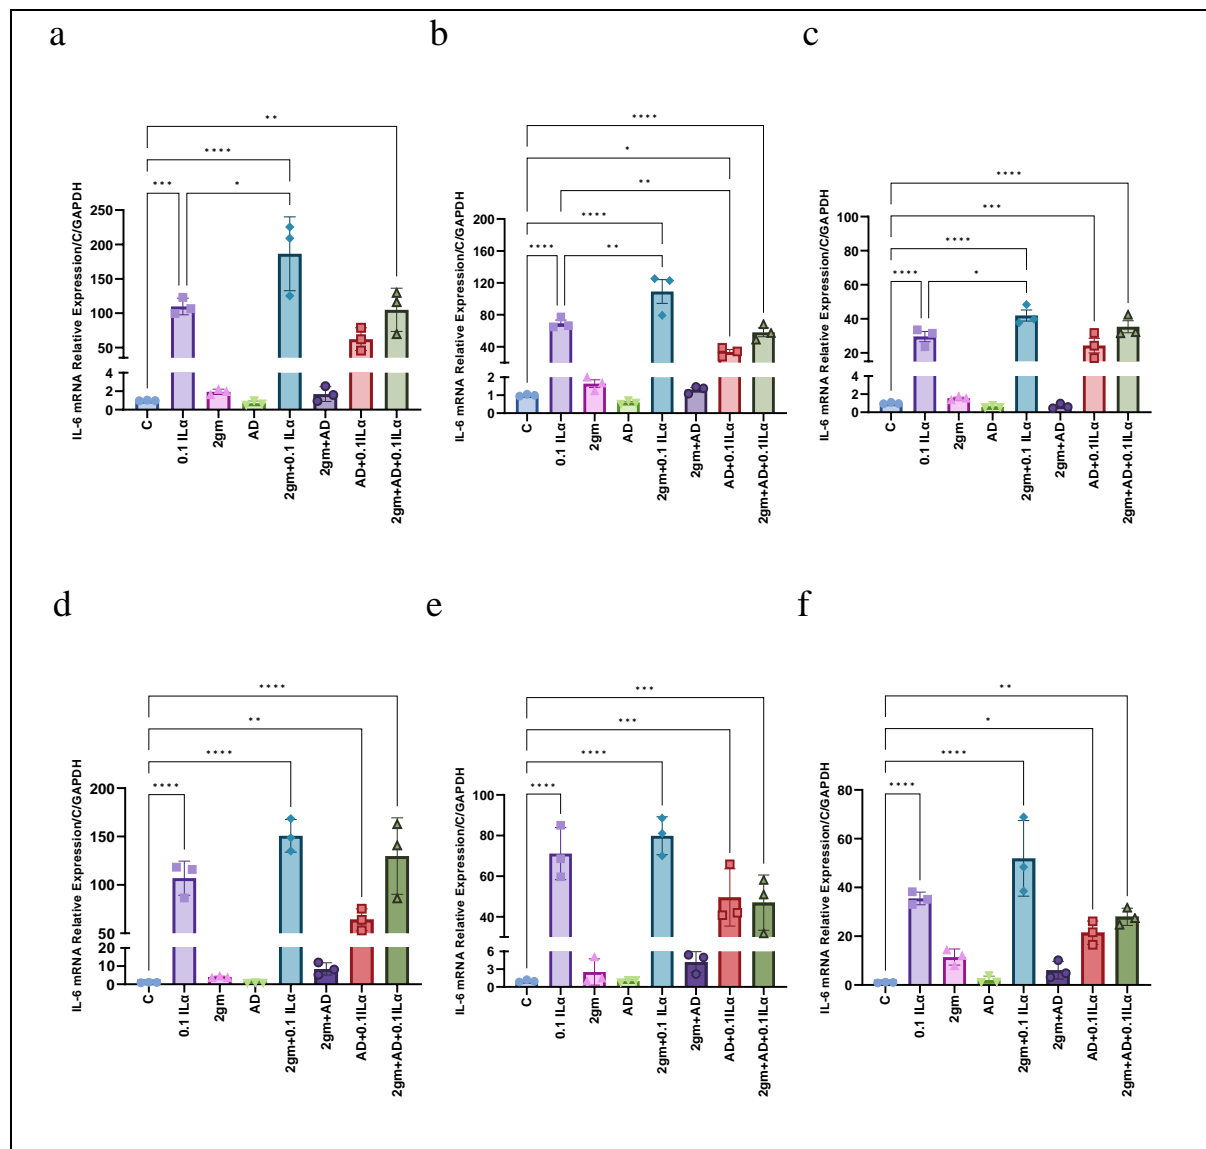 a
b
c
**
****
***
*
IL-6 mRNA Relative Expression/C/GAPDH
250
200
150
100
50
4
2
0
C
0.1 ILα
2gm
AD
2gm+0.1 ILα
2gm+AD
AD+0.1ILα
2gm+AD+0.1ILα
****
*
**
****
****
**
IL-6 mRNA Relative Expression/C/GAPDH
200
160
120
80
40
2
1
0
C
0.1 ILα
2gm
AD
2gm+0.1 ILα
2gm+AD
AD+0.1ILα
2gm+AD+0.1ILα
****
***
****
****
*
IL-6 mRNA Relative Expression/C/GAPDH
100
80
60
40
20
4
2
0
C
0.1 ILα
2gm
AD
2gm+0.1 ILα
2gm+AD
AD+0.1ILα
2gm+AD+0.1ILα
d
e
f
****
**
****
****
IL-6 mRNA Relative Expression/C/GAPDH
200
150
100
50
20
10
0
C
0.1 ILα
2gm
AD
2gm+0.1 ILα
2gm+AD
AD+0.1ILα
2gm+AD+0.1ILα
***
***
****
****
IL-6 mRNA Relative Expression/C/GAPDH
100
80
60
40
6
3
0
C
0.1 ILα
2gm
AD
2gm+0.1 ILα
2gm+AD
AD+0.1ILα
2gm+AD+0.1ILα
**
*
****
****
IL-6 mRNA Relative Expression/C/GAPDH
80
60
40
20
0
C
0.1 ILα
2gm
AD
2gm+0.1 ILα
2gm+AD
AD+0.1ILα
2gm+AD+0.1ILα